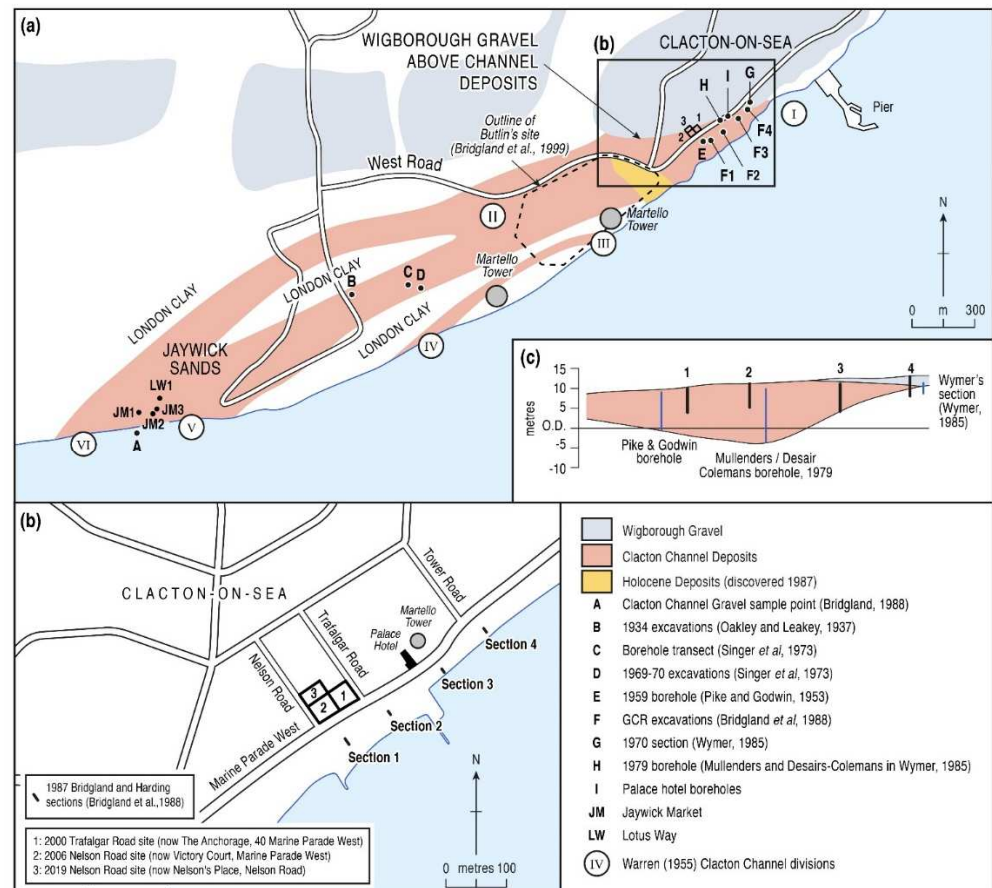 (a)
WIGBOROUGH GRAVEL
ABOVE CHANNEL
DEPOSITS
(b)
CLACTON-ON-SEA
H
I
G
3
1
2
I
Pier
F4
F3
E
F1
F2
Outline of
Butlin's site
(Bridgland et al., 1999)
West Road
II
Martello
Tower
III
Martello
Tower
N
0 m 300
LONDON CLAY
LONDON CLAY
B
C
D
LONDON CLAY
IV
JAYWICK
SANDS
LW1
JM1
JM3
JM2
V
VI
A
(c)
metres
15
10
5
O.D.
-5
-10
1
2
3
4
Wymer's
section
(Wymer,
1985)
Pike & Godwin
borehole
Mullenders / Desair
Colemans borehole, 1979
(b)
CLACTON-ON-SEA
Tower Road
Martello
Tower
Trafalgar Road
Palace
Hotel
Nelson Road
3
1
2
Section 4
Section 3
Section 2
Section 1
Marine Parade West
N
0 metres 100
1987 Bridgland and Harding
sections (Bridgland et al.,1988)
1: 2000 Trafalgar Road site (now The Anchorage, 40 Marine Parade West)
2: 2006 Nelson Road site (now Victory Court, Marine Parade West)
3: 2019 Nelson Road site (now Nelson's Place, Nelson Road)
Wigborough Gravel
Clacton Channel Deposits
Holocene Deposits (discovered 1987)
A Clacton Channel Gravel sample point (Bridgland, 1988)
B 1934 excavations (Oakley and Leakey, 1937)
C Borehole transect (Singer et al, 1973)
D 1969-70 excavations (Singer et al, 1973)
E 1959 borehole (Pike and Godwin, 1953)
F GCR excavations (Bridgland et al, 1988)
G 1970 section (Wymer, 1985)
H 1979 borehole (Mullenders and Desairs-Colemans in Wymer, 1985)
I Palace hotel boreholes
JM Jaywick Market
LW Lotus Way
IV Warren (1955) Clacton Channel divisions